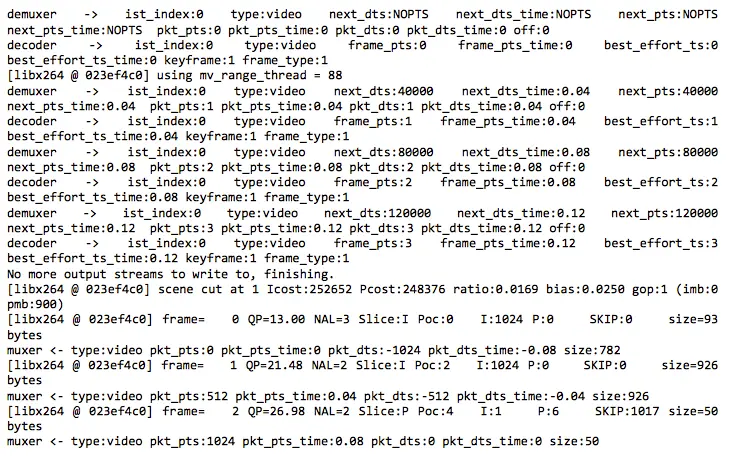 demuxer -> ist_index:0 type:video next_dts:NOPTS next_dts_time:NOPTS next_pts:NOPTS
next_pts_time:NOPTS pkt_pts:0 pkt_pts_time:0 pkt_dts:0 pkt_dts_time:0 off:0
decoder -> ist_index:0 type:video frame_pts:0 frame_pts_time:0 best_effort_ts:0
best_effort_ts_time:0 keyframe:1 frame_type:1
[libx264 @ 023ef4c0] using mv_range_thread = 88
demuxer -> ist_index:0 type:video next_dts:40000 next_dts_time:0.04 next_pts:40000
next_pts_time:0.04 pkt_pts:1 pkt_pts_time:0.04 pkt_dts:1 pkt_dts_time:0.04 off:0
decoder -> ist_index:0 type:video frame_pts:1 frame_pts_time:0.04 best_effort_ts:1
best_effort_ts_time:0.04 keyframe:1 frame_type:1
demuxer -> ist_index:0 type:video next_dts:80000 next_dts_time:0.08 next_pts:80000
next_pts_time:0.08 pkt_pts:2 pkt_pts_time:0.08 pkt_dts:2 pkt_dts_time:0.08 off:0
decoder -> ist_index:0 type:video frame_pts:2 frame_pts_time:0.08 best_effort_ts:2
best_effort_ts_time:0.08 keyframe:1 frame_type:1
demuxer -> ist_index:0 type:video next_dts:120000 next_dts_time:0.12 next_pts:120000
next_pts_time:0.12 pkt_pts:3 pkt_pts_time:0.12 pkt_dts:3 pkt_dts_time:0.12 off:0
decoder -> ist_index:0 type:video frame_pts:3 frame_pts_time:0.12 best_effort_ts:3
best_effort_ts_time:0.12 keyframe:1 frame_type:1
No more output streams to write to, finishing.
[libx264 @ 023ef4c0] scene cut at 1 Icost:252652 Pcost:248376 ratio:0.0169 bias:0.0250 gop:1 (imb:0
pmb:900)
[libx264 @ 023ef4c0] frame= 0 QP=13.00 NAL=3 Slice:I Poc:0 I:1024 P:0 SKIP:0 size=93
bytes
muxer <- type:video pkt_pts:0 pkt_pts_time:0 pkt_dts:-1024 pkt_dts_time:-0.08 size:782
[libx264 @ 023ef4c0] frame= 1 QP=21.48 NAL=2 Slice:I Poc:2 I:1024 P:0 SKIP:0 size=926
bytes
muxer <- type:video pkt_pts:512 pkt_pts_time:0.04 pkt_dts:-512 pkt_dts_time:-0.04 size:926
[libx264 @ 023ef4c0] frame= 2 QP=26.98 NAL=2 Slice:P Poc:4 I:1 P:6 SKIP:1017 size=50
bytes
muxer <- type:video pkt_pts:1024 pkt_pts_time:0.08 pkt_dts:0 pkt_dts_time:0 size:50